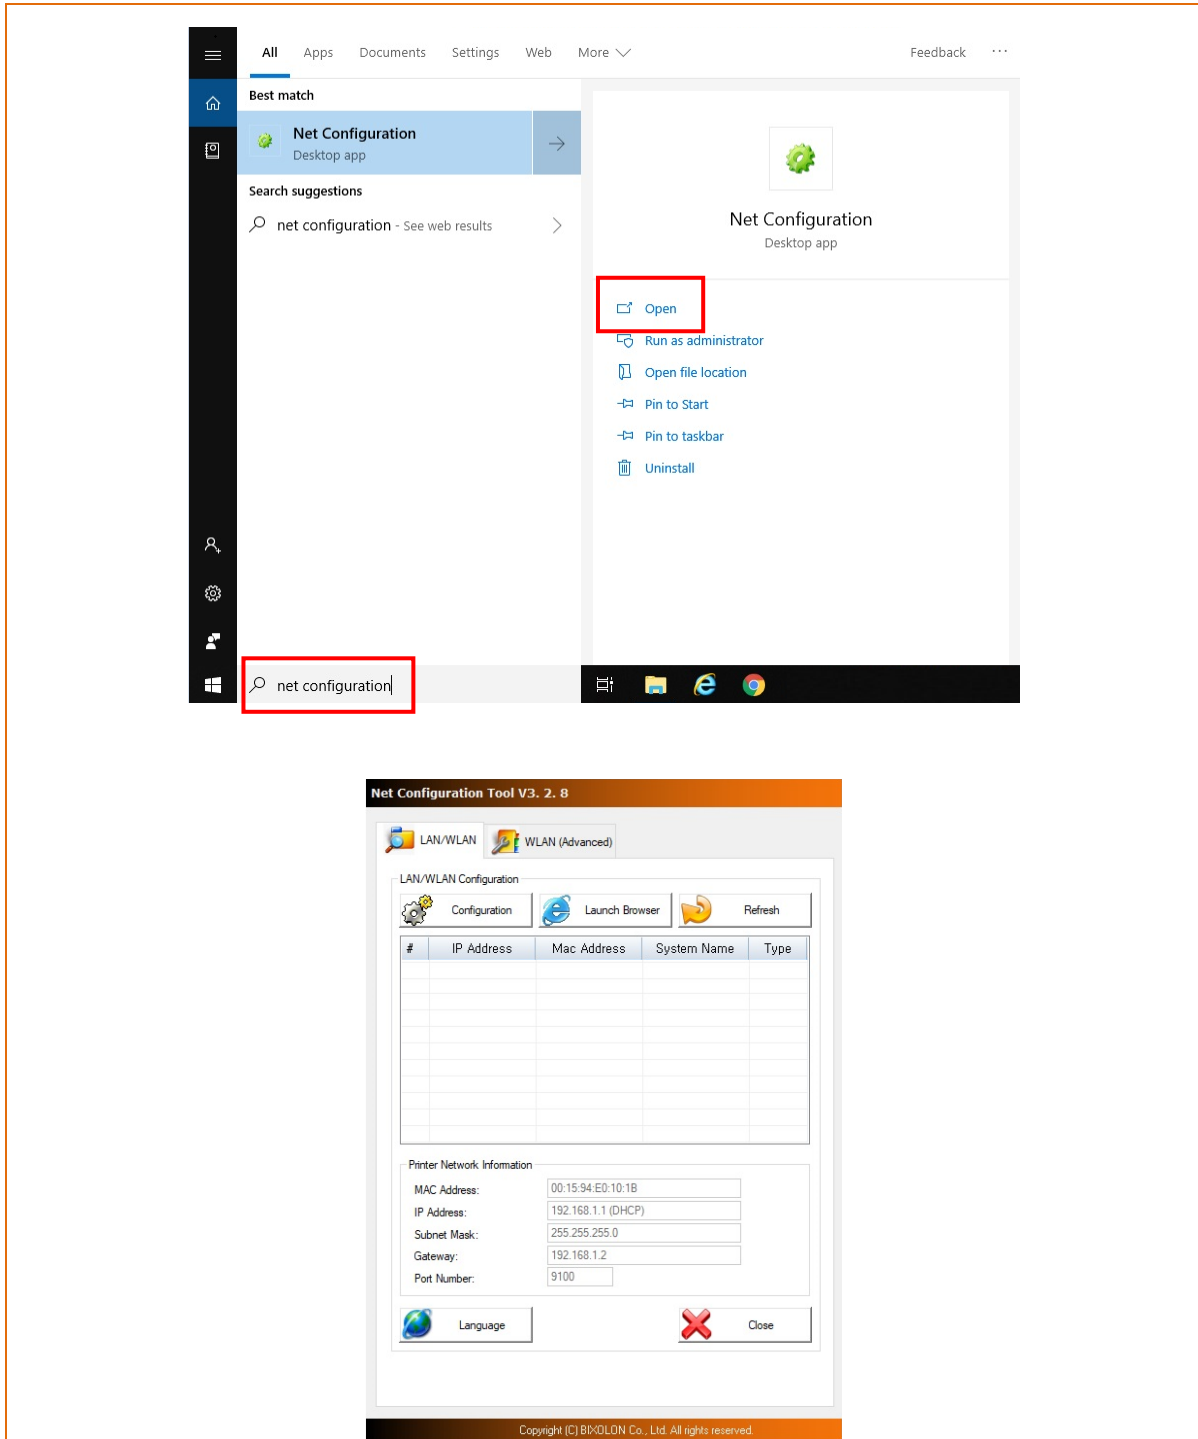 All Apps Documents Settings Web More Feedback ...
Best match
Net Configuration
Desktop app
Search suggestions
net configuration - See web results
Net Configuration
Desktop app
Open
Run as administrator
Open file location
Pin to Start
Pin to taskbar
Uninstall
net configuration
Net Configuration Tool V3. 2. 8
LAN/WLAN WLAN (Advanced)
LAN/WLAN Configuration
Configuration Launch Browser Refresh
# IP Address Mac Address System Name Type
Printer Network Information
MAC Address: 00:15:94:E0:10:1B
IP Address: 192.168.1.1 (DHCP)
Subnet Mask: 255.255.255.0
Gateway: 192.168.1.2
Port Number: 9100
Language Close
Copyright (C) BIXOLON Co., Ltd. All rights reserved.